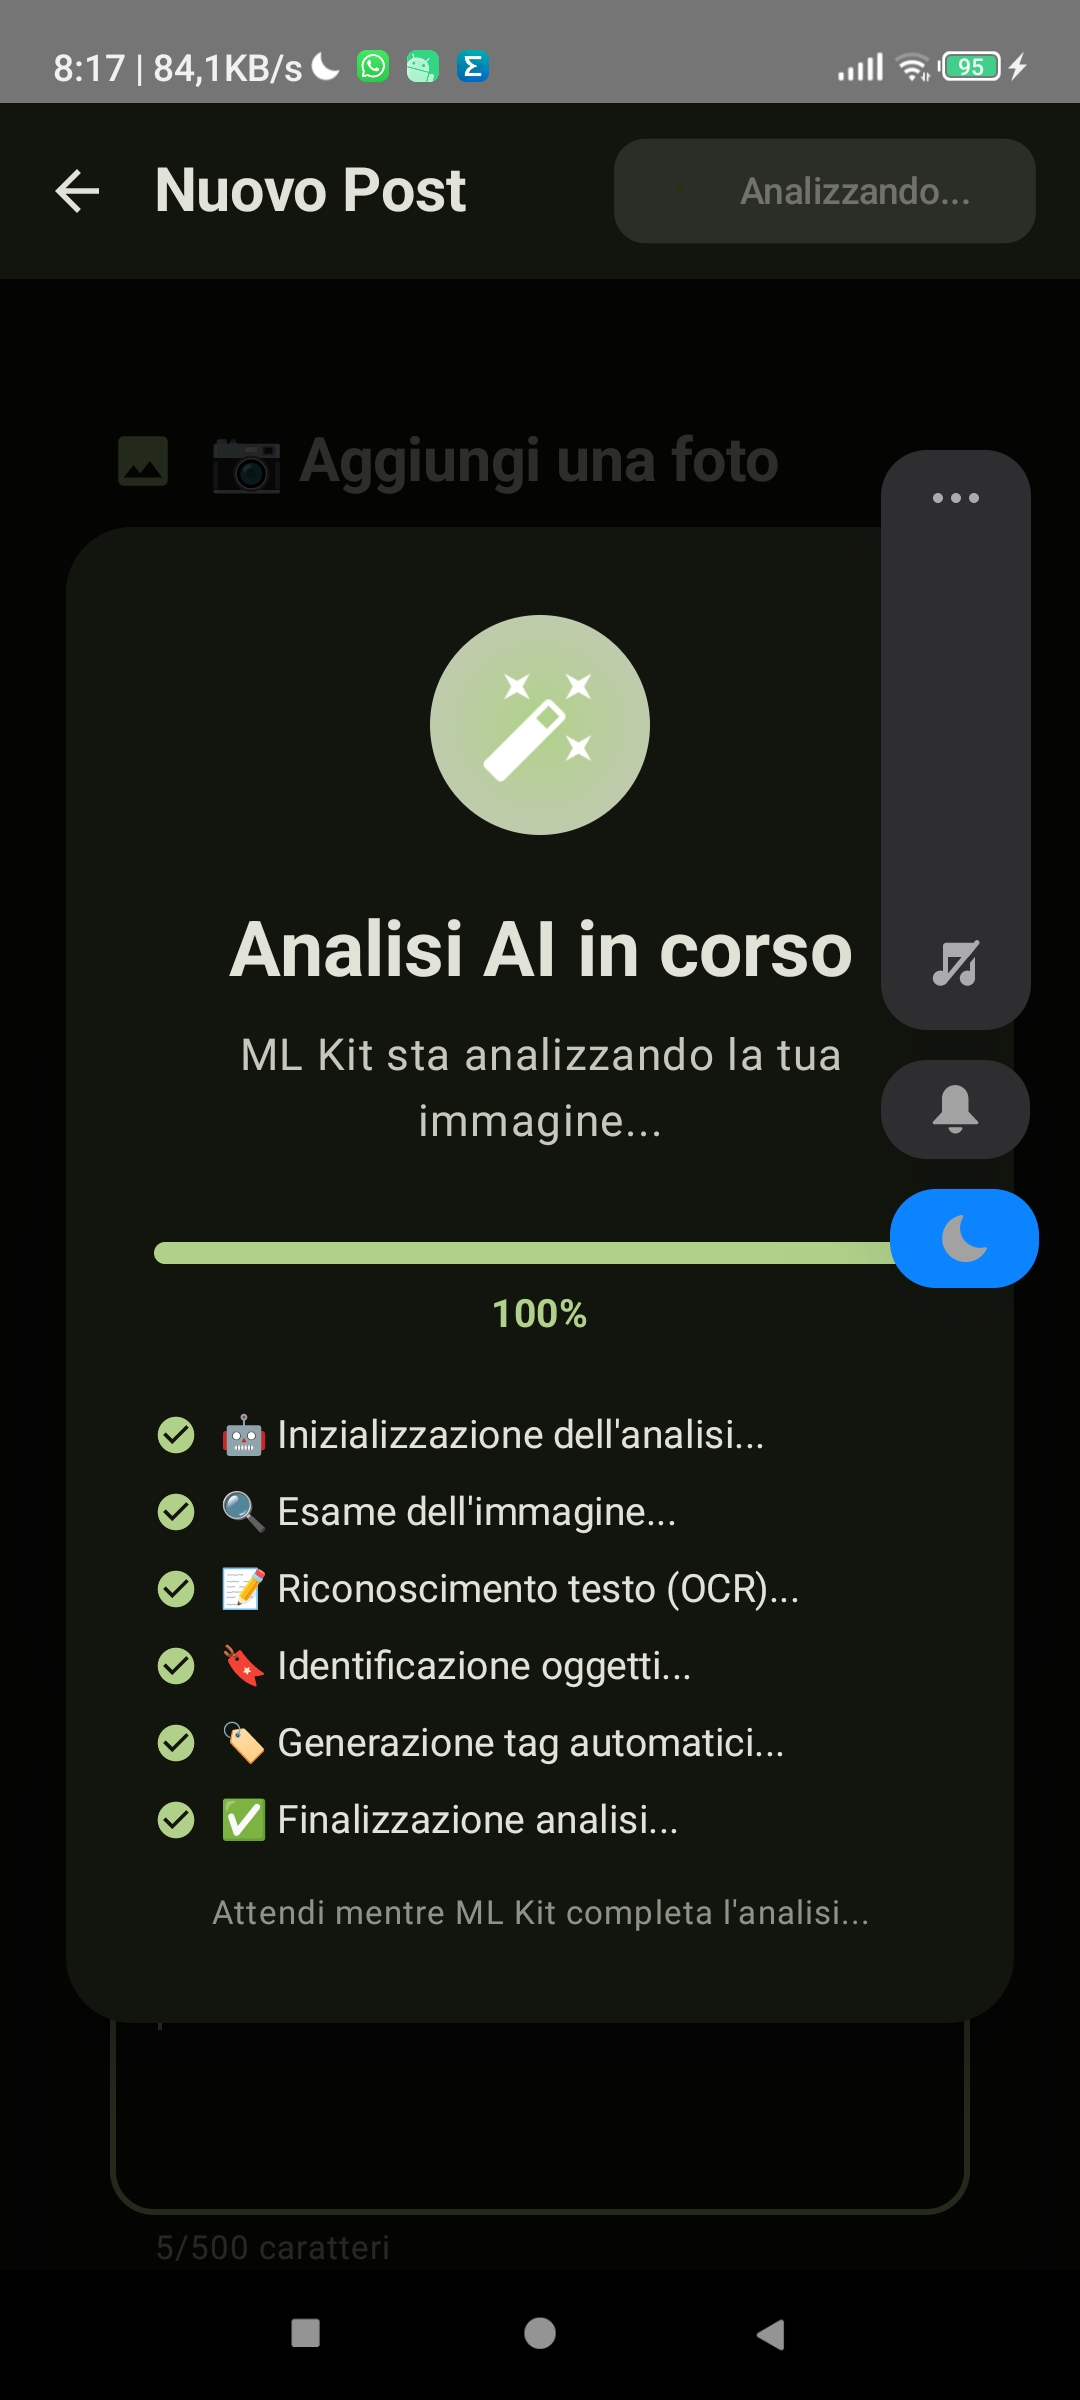 8:17 | 84,1KB/s
95
Nuovo Post
Analizzando...
Aggiungi una foto
Analisi AI in corso
ML Kit sta analizzando la tua
immagine...
100%
Inizializzazione dell'analisi...
Esame dell'immagine...
Riconoscimento testo (OCR)...
Identificazione oggetti...
Generazione tag automatici...
Finalizzazione analisi...
Attendi mentre ML Kit completa l'analisi...
5/500 caratteri